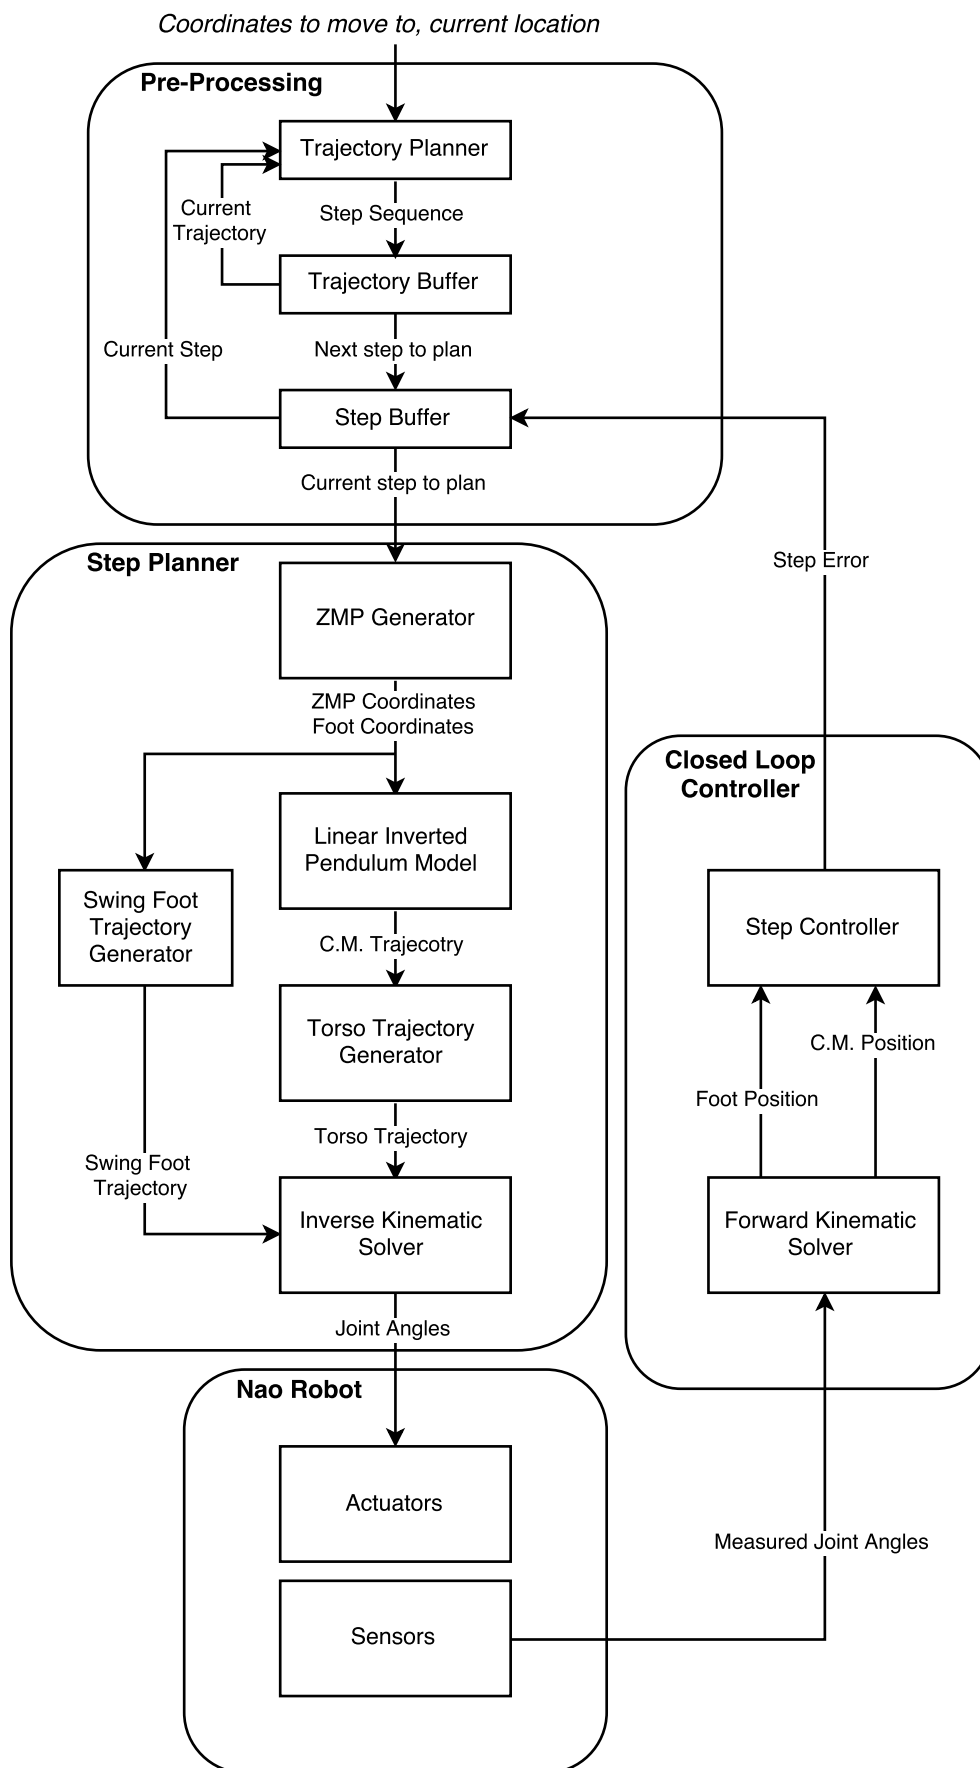 Coordinates to move to, current location
Pre-Processing
Trajectory Planner
Current
Trajectory
Step Sequence
Trajectory Buffer
Current Step
Next step to plan
Step Buffer
Current step to plan
Step Error
Step Planner
ZMP Generator
ZMP Coordinates
Foot Coordinates
Linear Inverted
Pendulum Model
Swing Foot
Trajectory
Generator
C.M. Trajecotry
Torso Trajectory
Generator
Torso Trajectory
Swing Foot
Trajectory
Inverse Kinematic
Solver
Joint Angles
Closed Loop
Controller
Step Controller
C.M. Position
Foot Position
Forward Kinematic
Solver
Nao Robot
Actuators
Measured Joint Angles
Sensors